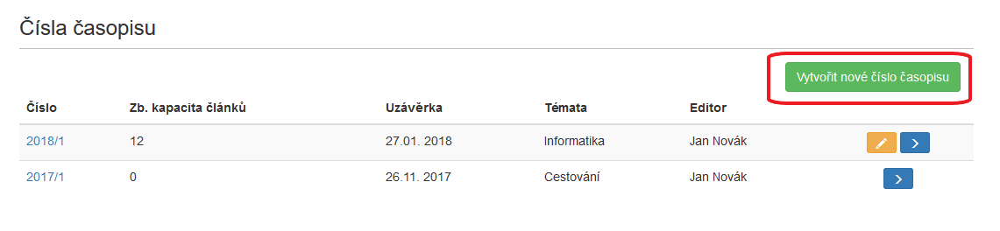 Čísla časopisu
Vytvořit nové číslo časopisu
Číslo Zb. kapacita článků Uzávěrka Témata Editor
2018/1 12 27.01. 2018 Informatika Jan Novák
2017/1 0 26.11. 2017 Cestování Jan Novák